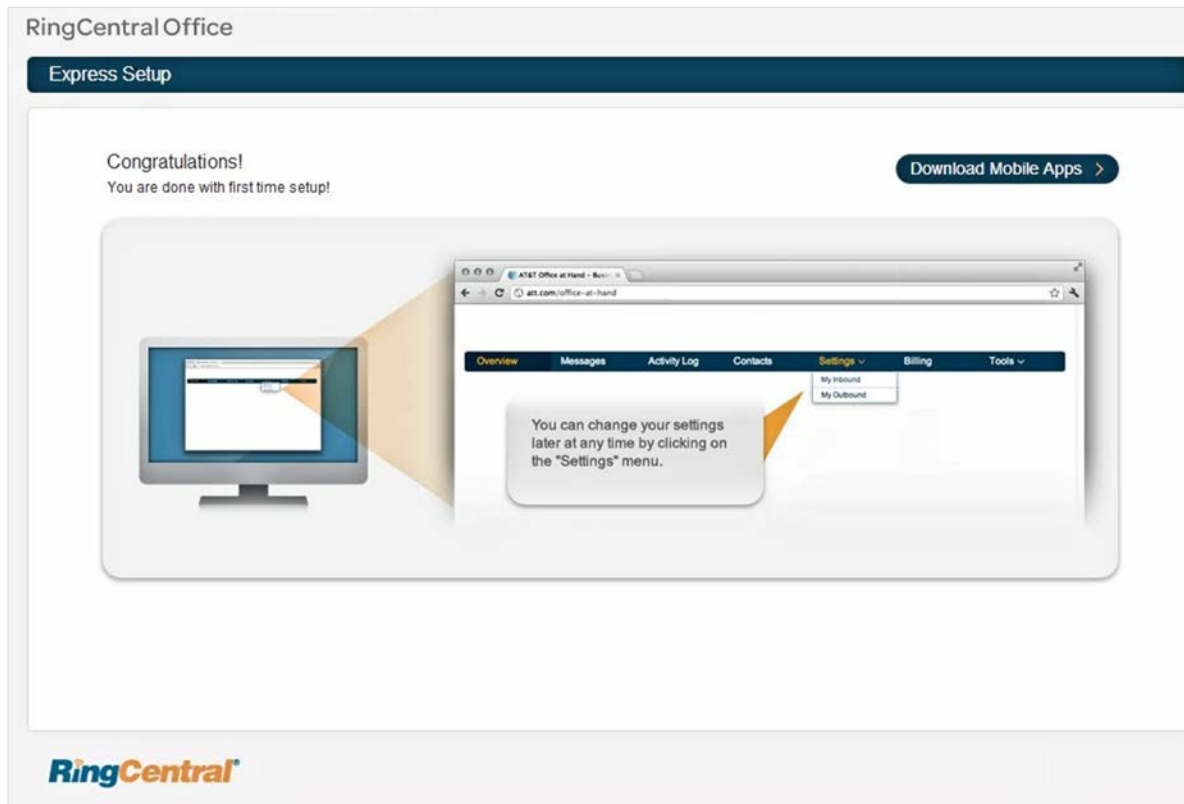 RingCentral Office
Express Setup
Congratulations!
You are done with first time setup!
Download Mobile Apps >
AT&T Office at Hand - Busin
att.com/office-at-hand
Overview Messages Activity Log Contacts Settings Billing Tools
My Inbound
My Outbound
You can change your settings
later at any time by clicking on
the "Settings" menu.
RingCentral®